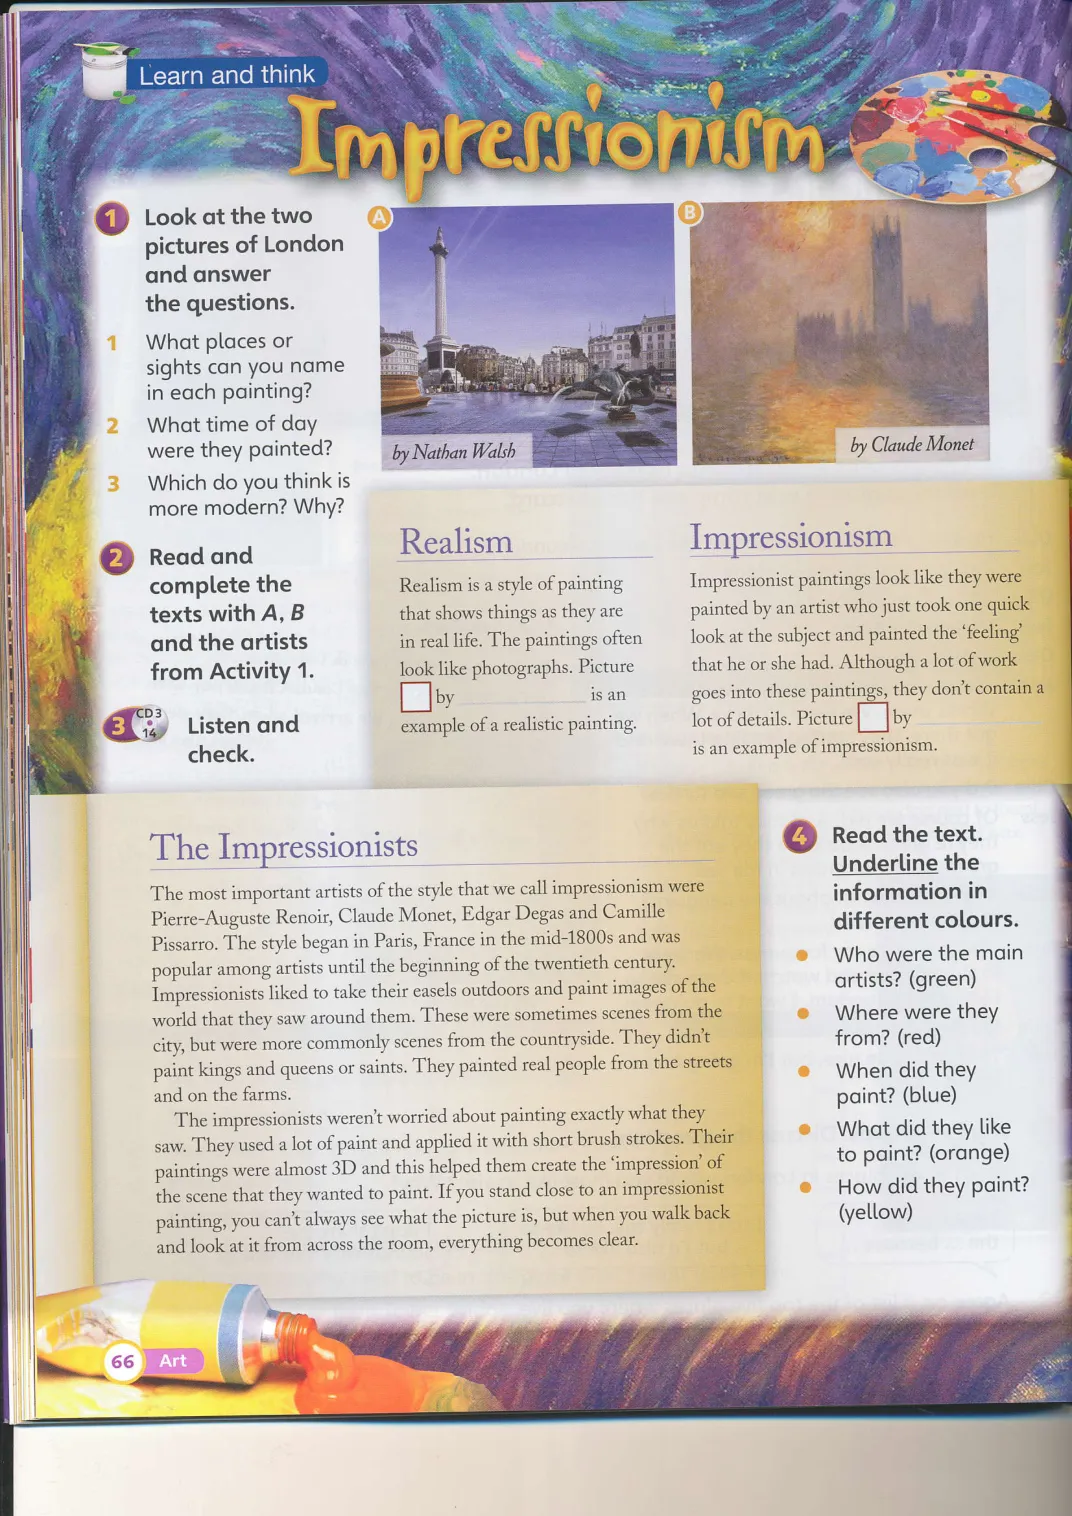 Learn and think
Impressionism
1 Look at the two
pictures of London
and answer
the questions.
1 What places or
sights can you name
in each painting?
2 What time of day
were they painted?
3 Which do you think is
more modern? Why?
A
by Nathan Walsh
B
by Claude Monet
2 Read and
complete the
texts with A, B
and the artists
from Activity 1.
3 CD 3
14
Listen and
check.
Realism
Realism is a style of painting
that shows things as they are
in real life. The paintings often
look like photographs. Picture
by is an
example of a realistic painting.
Impressionism
Impressionist paintings look like they were
painted by an artist who just took one quick
look at the subject and painted the ‘feeling’
that he or she had. Although a lot of work
goes into these paintings, they don’t contain a
lot of details. Picture by
is an example of impressionism.
The Impressionists
The most important artists of the style that we call impressionism were
Pierre-Auguste Renoir, Claude Monet, Edgar Degas and Camille
Pissarro. The style began in Paris, France in the mid-1800s and was
popular among artists until the beginning of the twentieth century.
Impressionists liked to take their easels outdoors and paint images of the
world that they saw around them. These were sometimes scenes from the
city, but were more commonly scenes from the countryside. They didn’t
paint kings and queens or saints. They painted real people from the streets
and on the farms.
The impressionists weren’t worried about painting exactly what they
saw. They used a lot of paint and applied it with short brush strokes. Their
paintings were almost 3D and this helped them create the ‘impression’ of
the scene that they wanted to paint. If you stand close to an impressionist
painting, you can’t always see what the picture is, but when you walk back
and look at it from across the room, everything becomes clear.
4 Read the text.
Underline the
information in
different colours.
• Who were the main
artists? (green)
• Where were they
from? (red)
• When did they
paint? (blue)
• What did they like
to paint? (orange)
• How did they paint?
(yellow)
66 Art